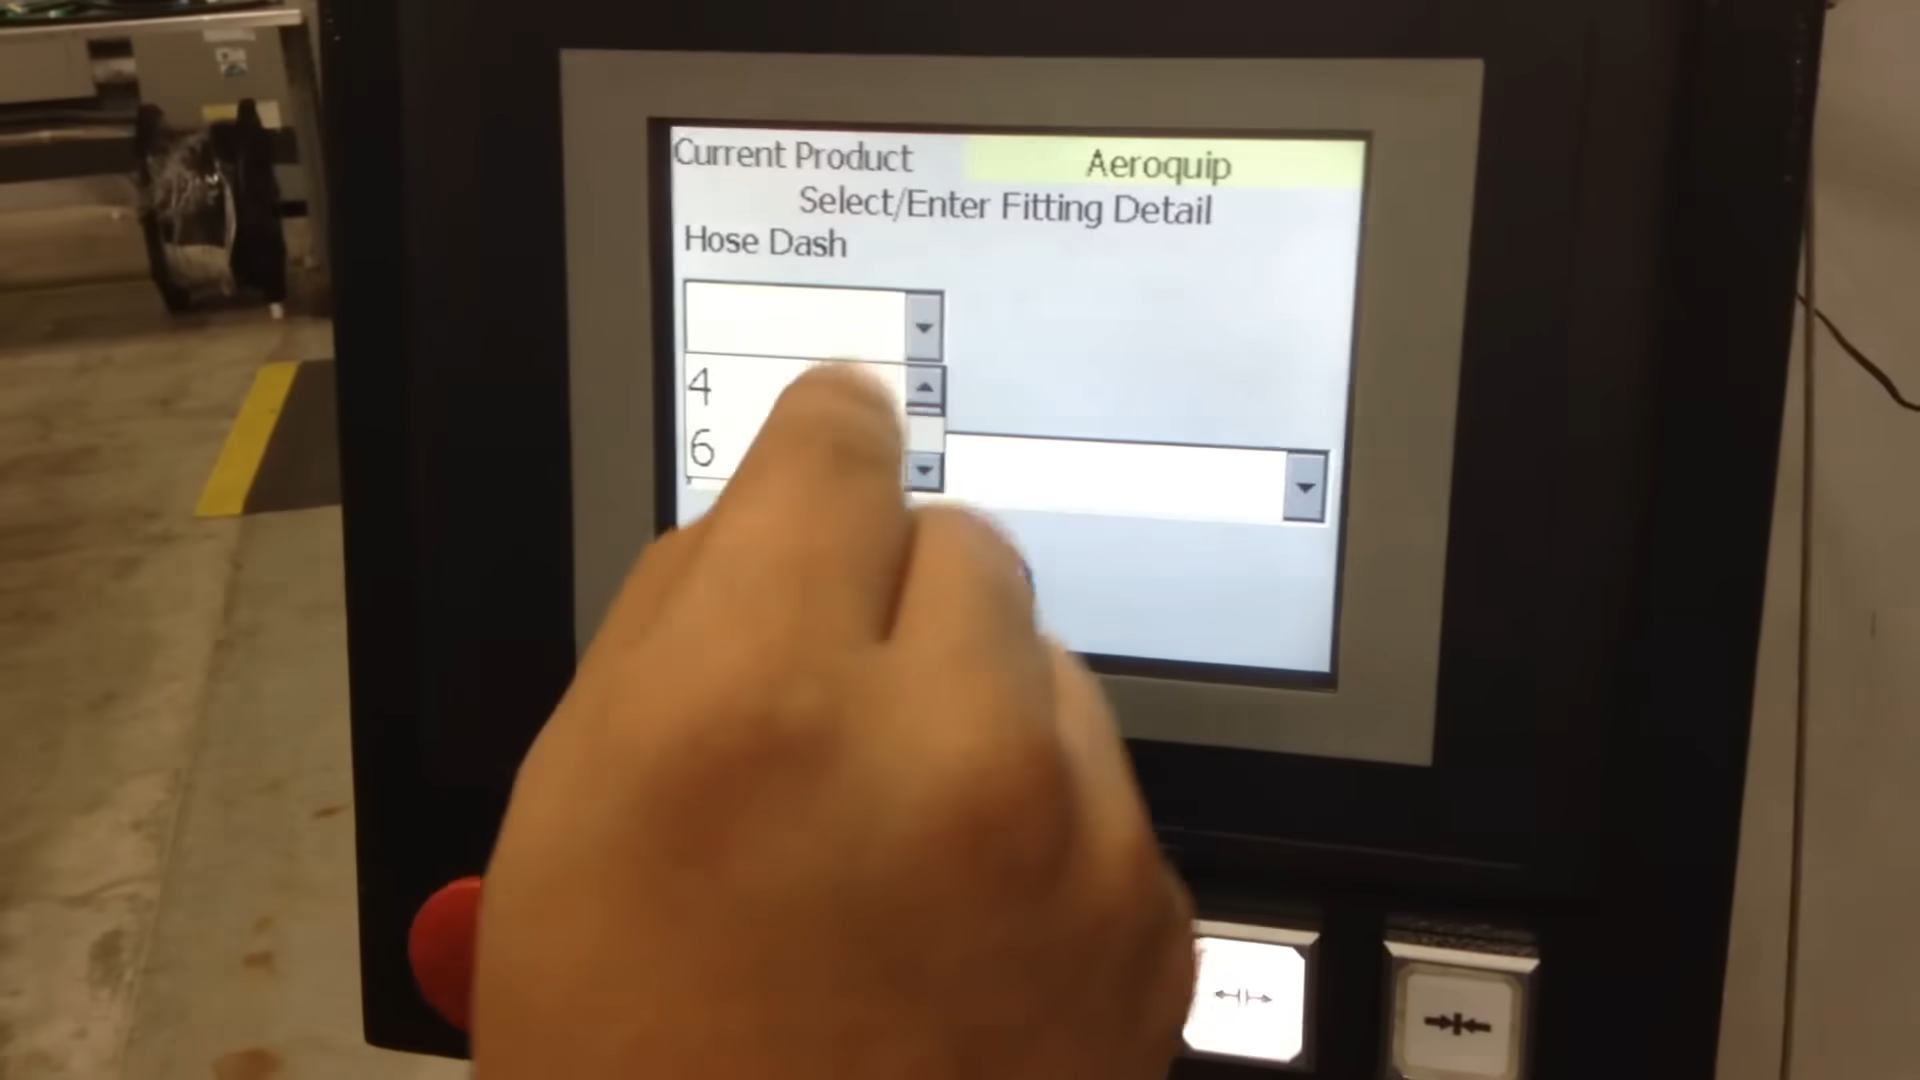 Current Product Aeroquip
Select/Enter Fitting Detail
Hose Dash
4
6